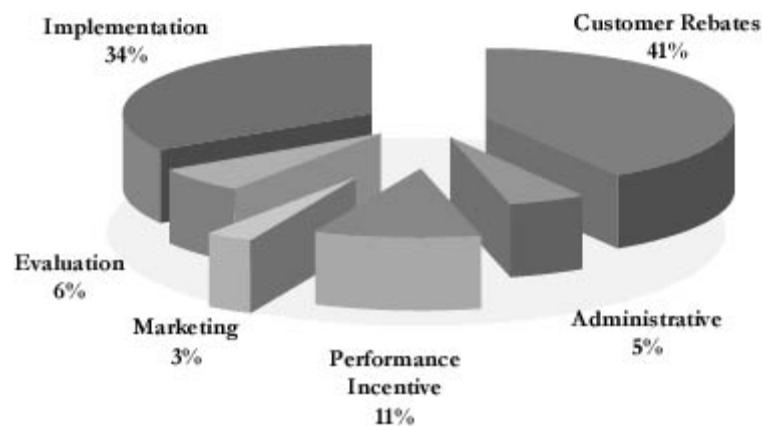 Implementation
34%
Customer Rebates
41%
Evaluation
6%
Marketing
3%
Performance
Incentive
11%
Administrative
5%